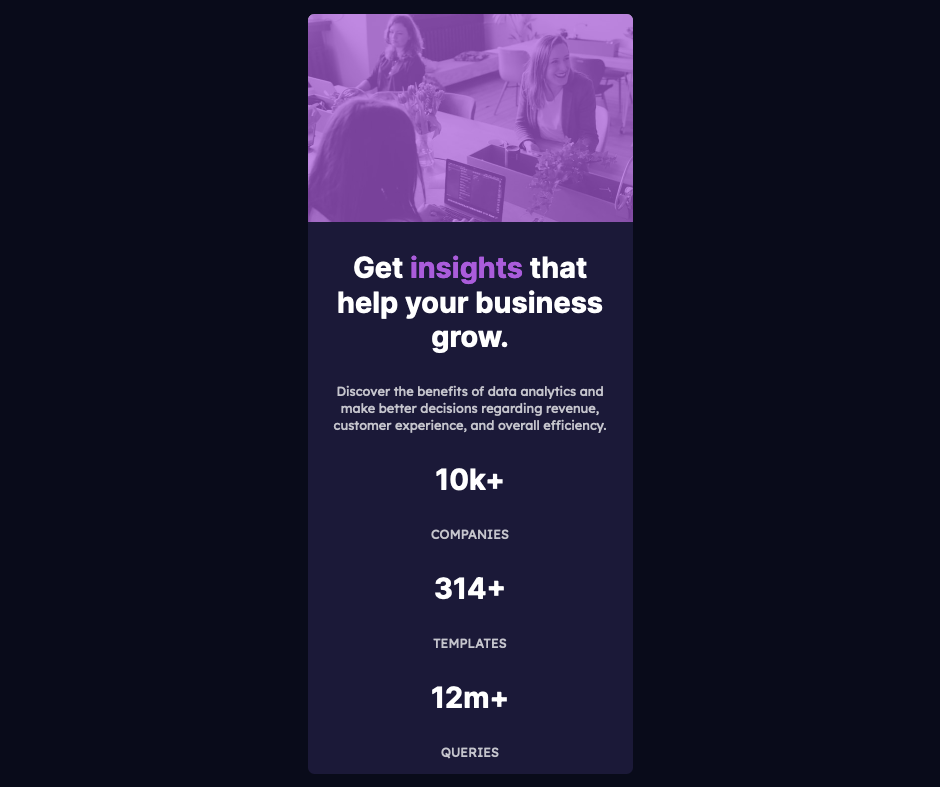 Get insights that
help your business
grow.
Discover the benefits of data analytics and
make better decisions regarding revenue,
customer experience, and overall efficiency.
10k+
COMPANIES
314+
TEMPLATES
12m+
QUERIES